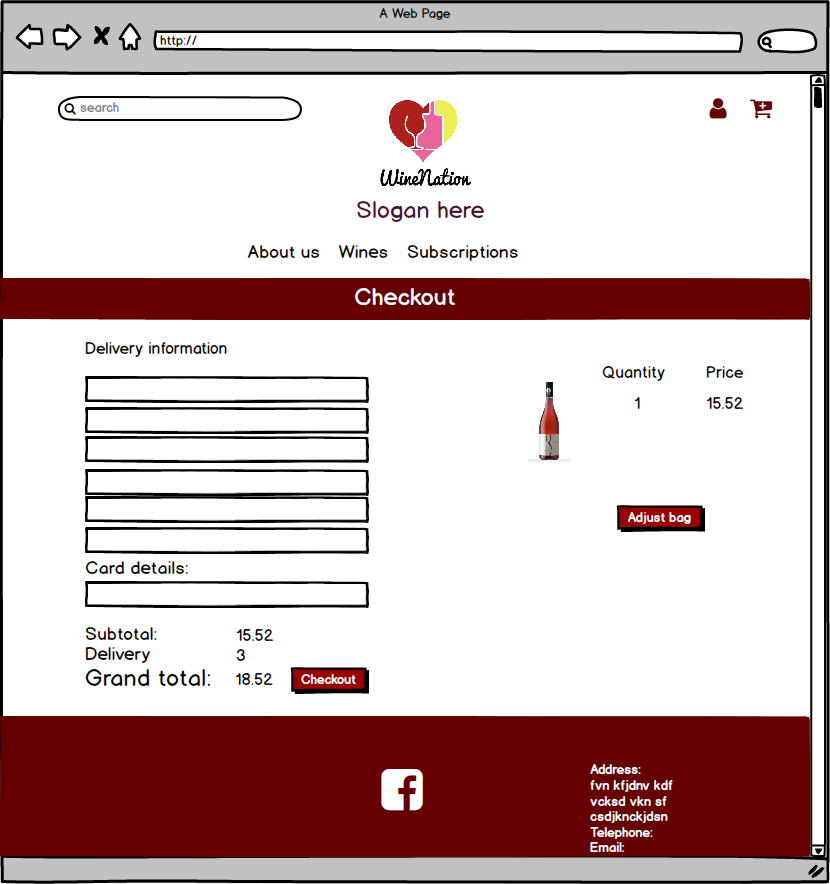 A Web Page
http://
search
WineNation
Slogan here
About us Wines Subscriptions
Checkout
Delivery information
Quantity Price
1 15.52
Adjust bag
Card details:
Subtotal: 15.52
Delivery 3
Grand total: 18.52 Checkout
Address:
fvn kfjdnv kdf
vcksd vkn sf
csdjknckjdsn
Telephone:
Email: